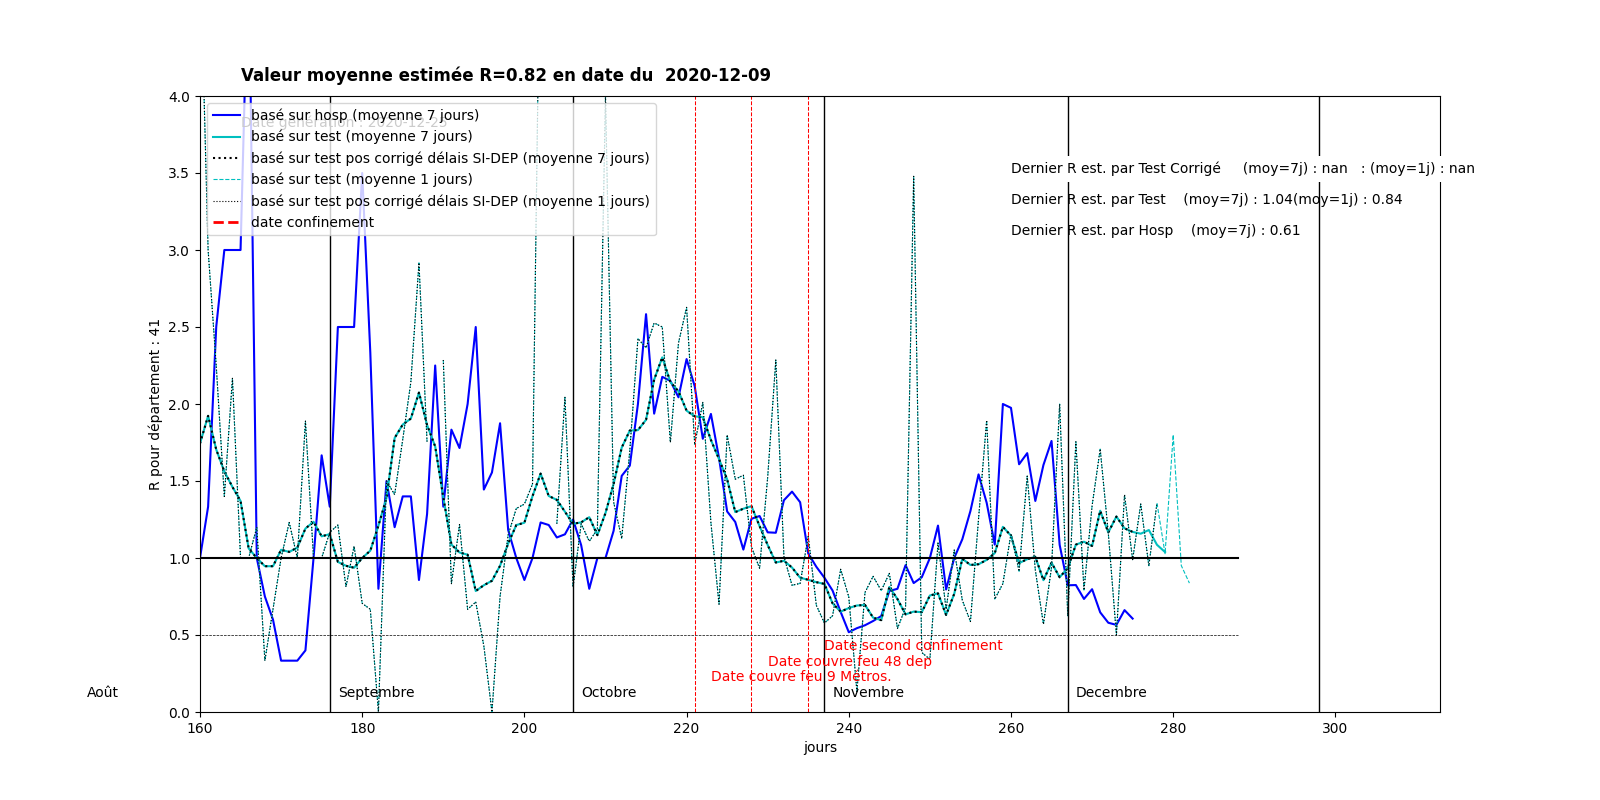 Valeur moyenne estimée R=0.82 en date du  2020-12-09
Date génération : 2020-12-25
basé sur hosp (moyenne 7 jours)
basé sur test (moyenne 7 jours)
basé sur test pos corrigé délais SI-DEP (moyenne 7 jours)
basé sur test (moyenne 1 jours)
basé sur test pos corrigé délais SI-DEP (moyenne 1 jours)
date confinement
Dernier R est. par Test Corrigé     (moy=7j) : nan   : (moy=1j) : nan
Dernier R est. par Test    (moy=7j) : 1.04(moy=1j) : 0.84
Dernier R est. par Hosp    (moy=7j) : 0.61
4.0
3.5
3.0
2.5
2.0
1.5
1.0
0.5
0.0
R pour département : 41
Date second confinement
Date couvre feu 48 dep
Date couvre feu 9 Métros.
Août
Septembre
Octobre
Novembre
Decembre
160
180
200
220
240
260
280
300
jours